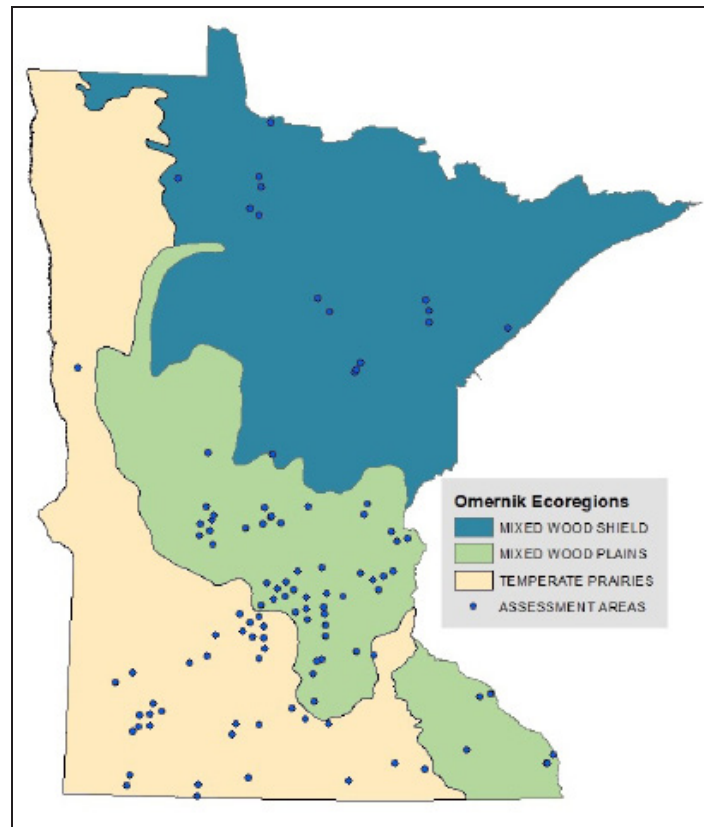 Omernik Ecoregions
MIXED WOOD SHIELD
MIXED WOOD PLAINS
TEMPERATE PRAIRIES
ASSESSMENT AREAS